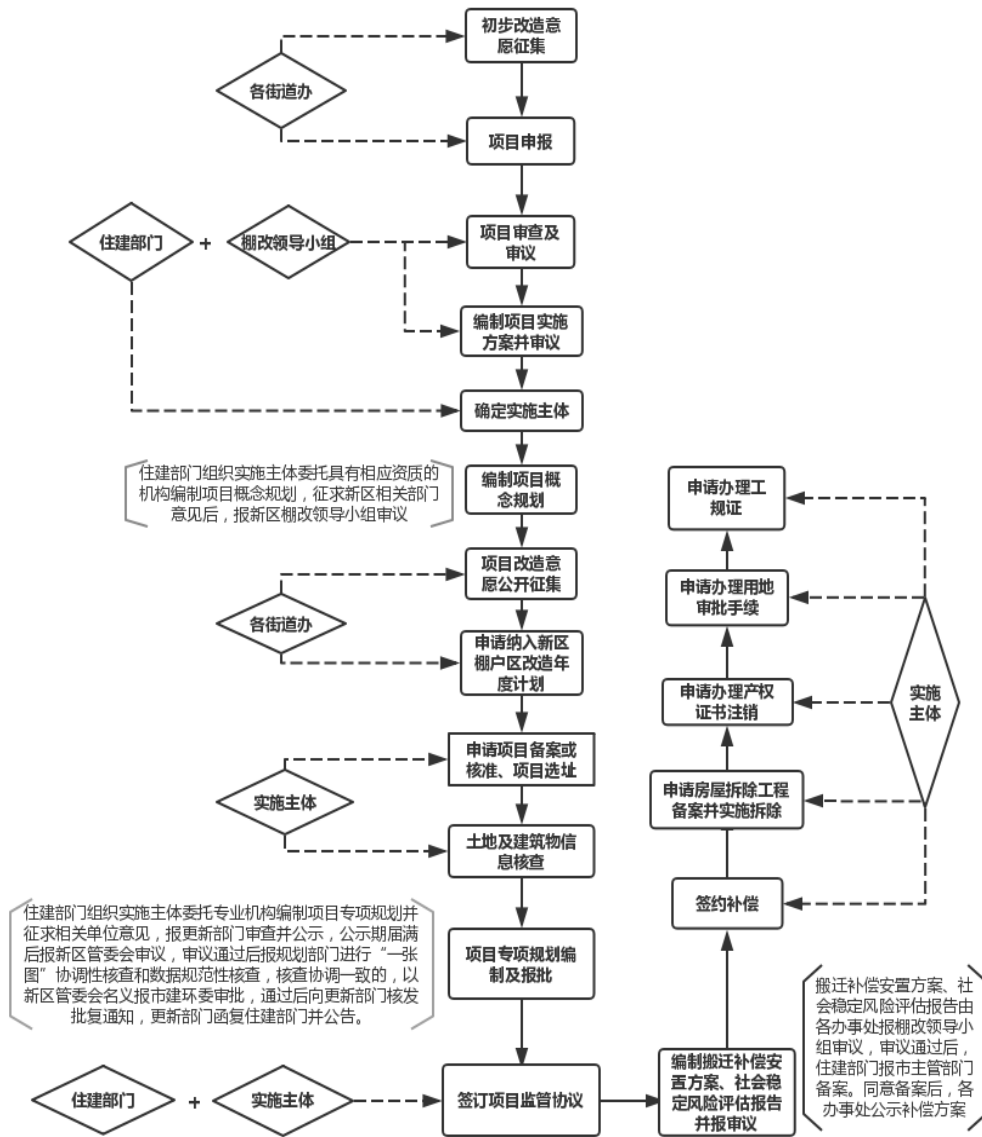 初步改造意
愿征集
各街道办
项目申报
住建部门
+
棚改领导小组
项目审查及
审议
编制项目实施
方案并审议
确定实施主体
住建部门组织实施主体委托具有相应资质的
机构编制项目概念规划，征求新区相关部门
意见后，报新区棚改领导小组审议
编制项目概
念规划
项目改造意
愿公开征集
各街道办
申请纳入新区
棚户区改造年
度计划
申请项目备案或
核准、项目选址
实施主体
土地及建筑物信
息核查
住建部门组织实施主体委托专业机构编制项目专项规划并
征求相关单位意见，报更新部门审查并公示，公示期届满
后报新区管委会审议，审议通过后报规划部门进行“一张
图”协调性核查和数据规范性核查，核查协调一致的，以
新区管委会名义报市建环委审批，通过后向更新部门核发
批复通知，更新部门函复住建部门并公告。
项目专项规划编
制及报批
住建部门
+
实施主体
签订项目监管协议
编制搬迁补偿安
置方案、社会稳
定风险评估报告
并报审议
搬迁补偿安置方案、社
会稳定风险评估报告由
各办事处报棚改领导小
组审议，审议通过后，
住建部门报市主管部门
备案。同意备案后，各
办事处公示补偿方案
签约补偿
申请房屋拆除工程
备案并实施拆除
申请办理产权
证书注销
申请办理用地
审批手续
申请办理工
规证
实施
主体